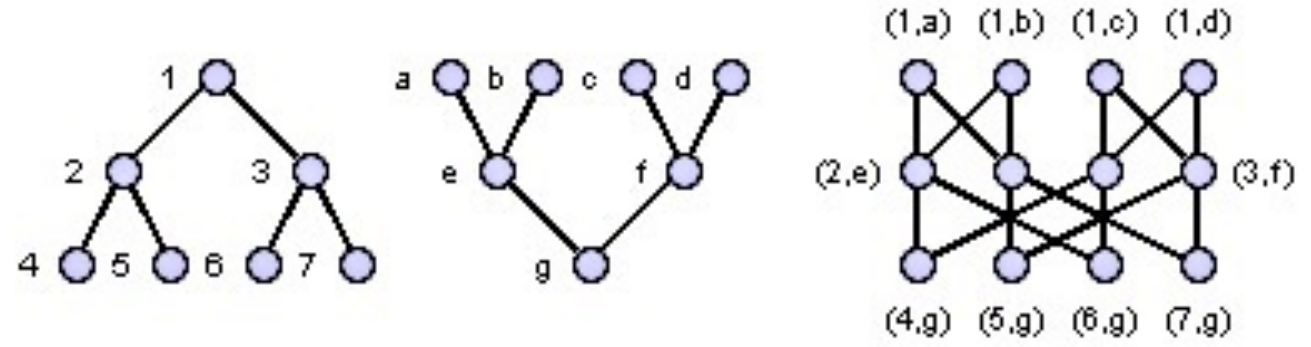 (1,a) (1,b) (1,c) (1,d)
1 a b c d
2 3 e f (2,e) (3,f)
4 5 6 7 g
(4,g) (5,g) (6,g) (7,g)